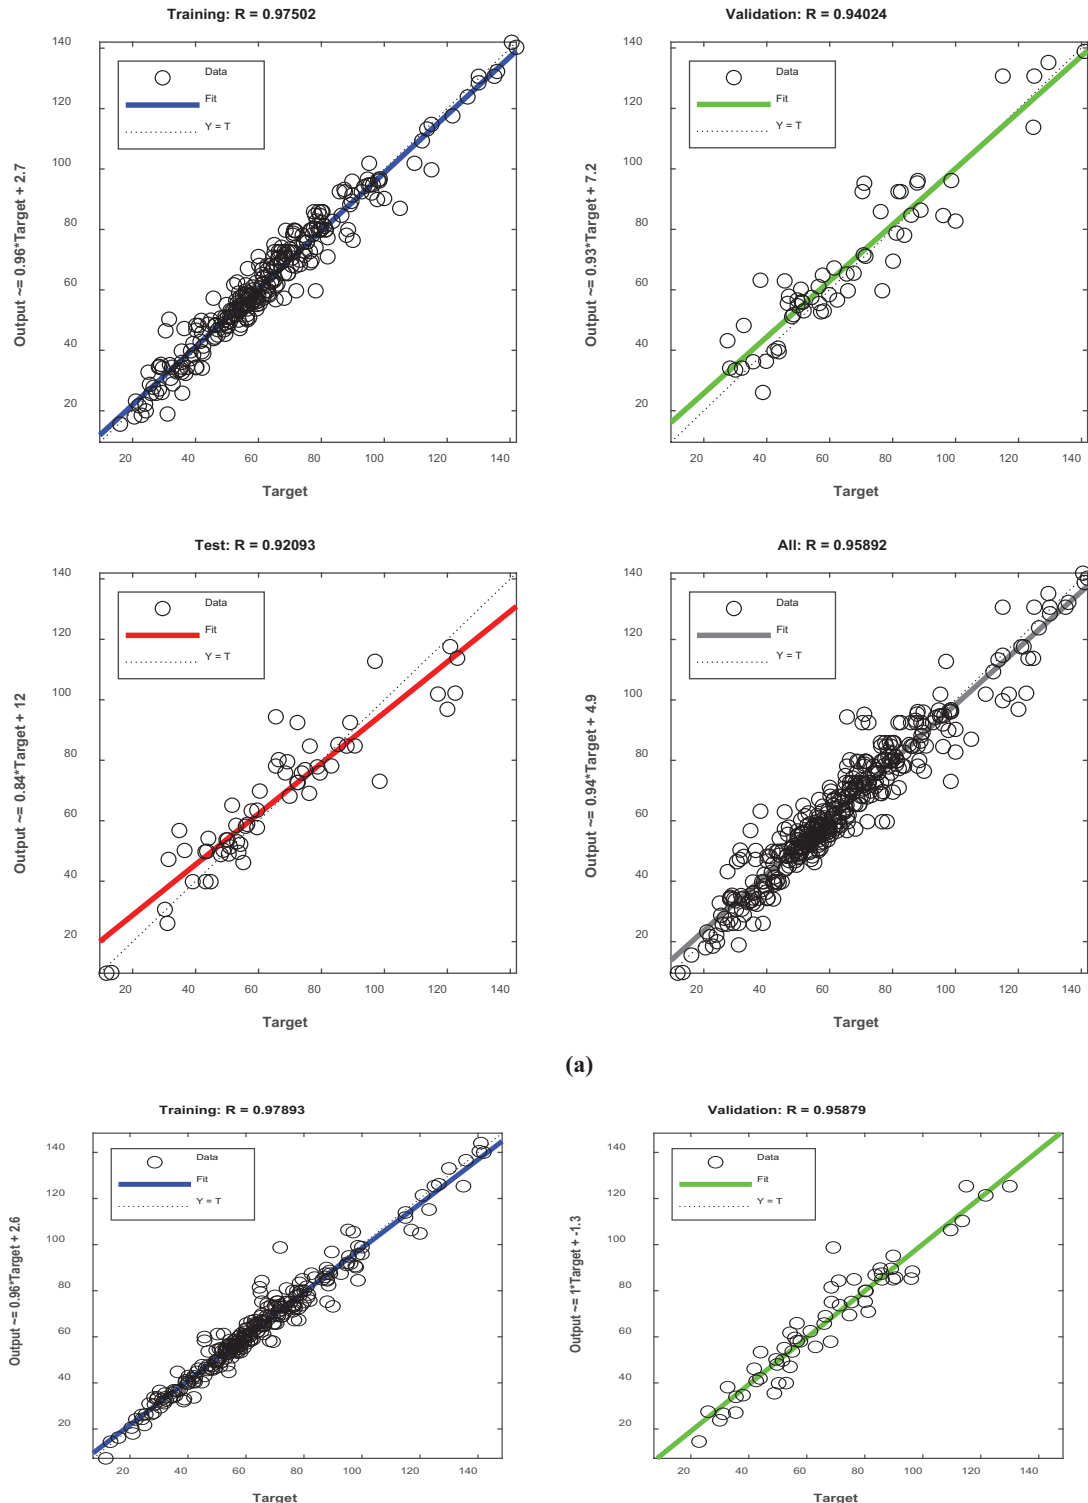 Training: R = 0.97502
Data
Fit
Y = T
140
120
100
80
60
40
20
20 40 60 80 100 120 140
Output ~= 0.96*Target + 2.7
Target
Validation: R = 0.94024
Data
Fit
Y = T
140
120
100
80
60
40
20
20 40 60 80 100 120 140
Output ~= 0.93*Target + 7.2
Target
Test: R = 0.92093
Data
Fit
Y = T
140
120
100
80
60
40
20
20 40 60 80 100 120 140
Output ~= 0.84*Target + 12
Target
All: R = 0.95892
Data
Fit
Y = T
140
120
100
80
60
40
20
20 40 60 80 100 120 140
Output ~= 0.94*Target + 4.9
Target
(a)
Training: R = 0.97893
Data
Fit
Y = T
140
120
100
80
60
40
20
20 40 60 80 100 120 140
Output ~= 0.96*Target + 2.6
Target
Validation: R = 0.95879
Data
Fit
Y = T
140
120
100
80
60
40
20
20 40 60 80 100 120 140
Output ~= 1*Target + -1.3
Target